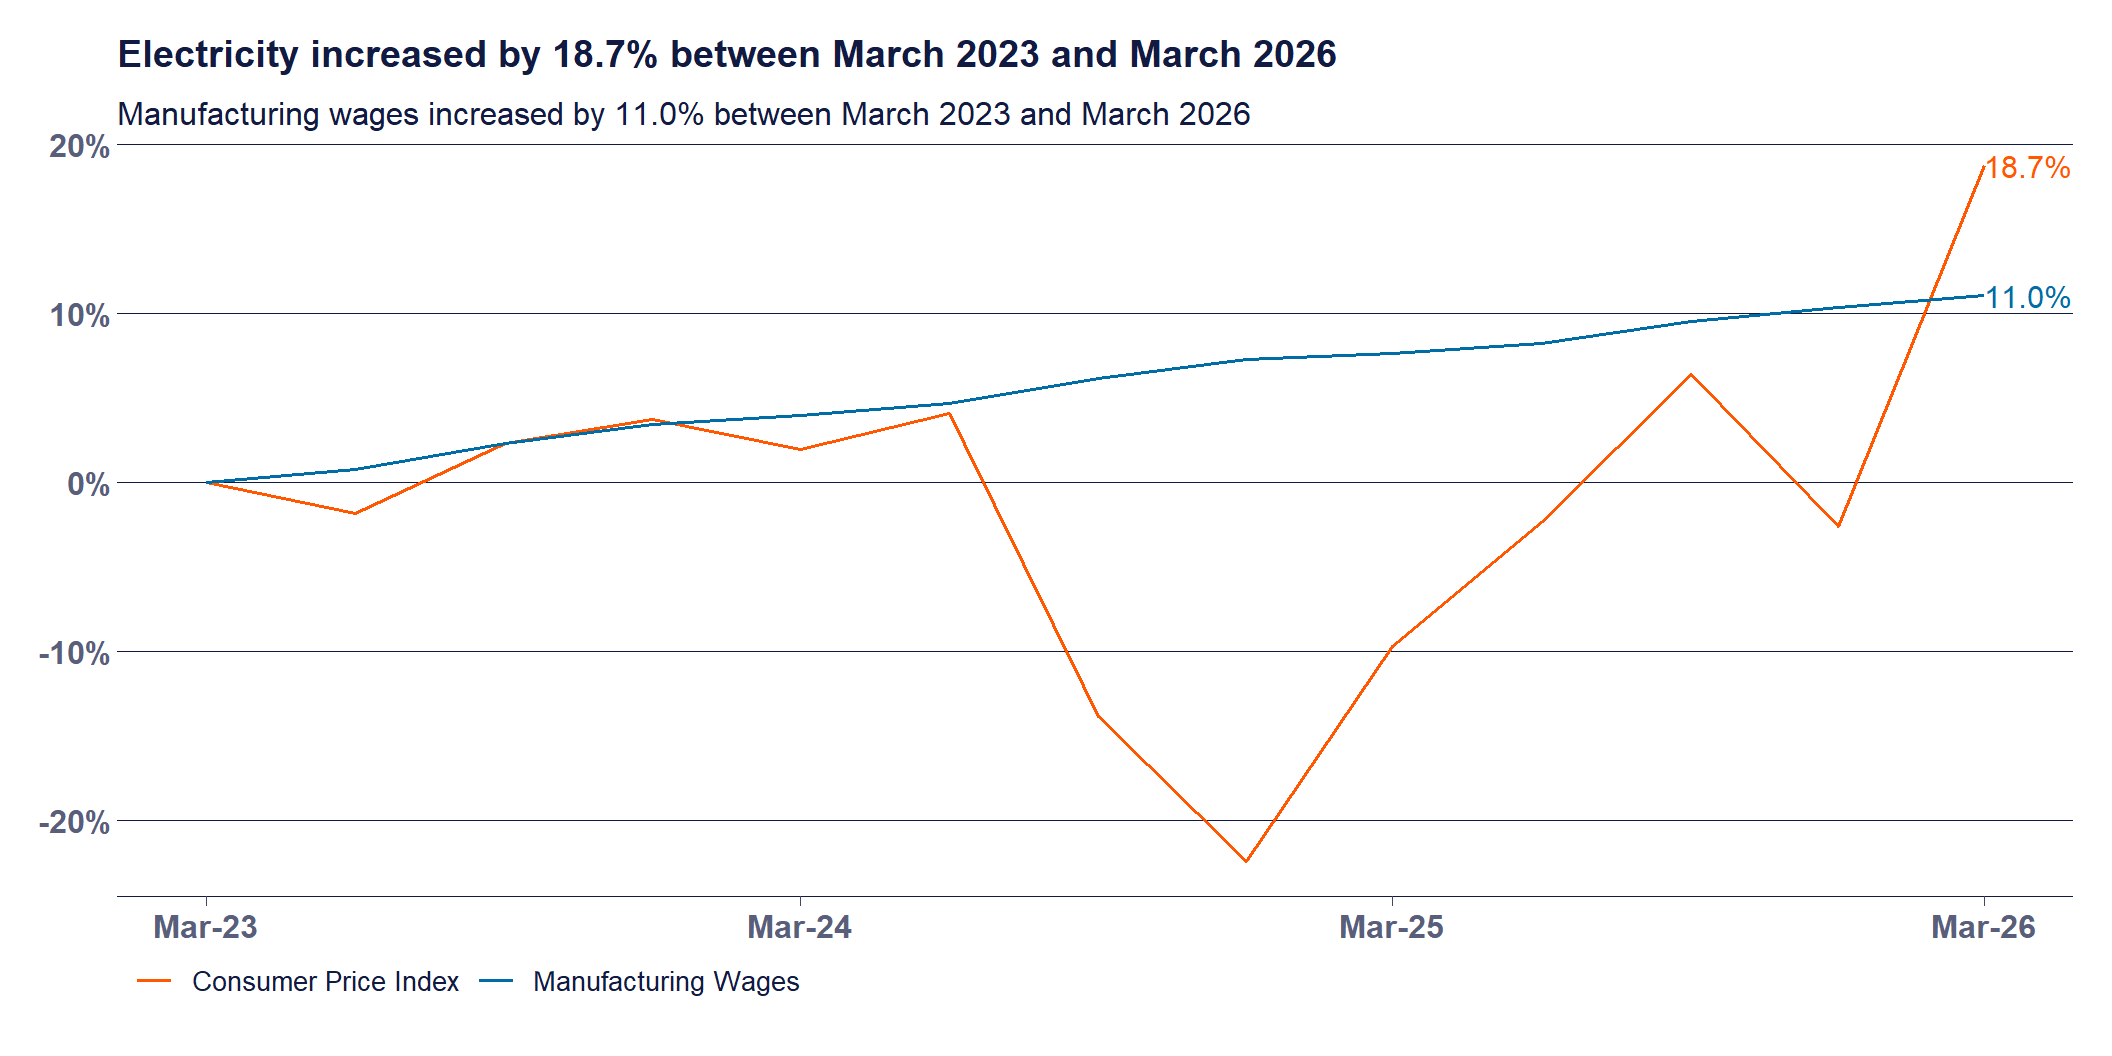 Electricity increased by 18.7% between March 2023 and March 2026
Manufacturing wages increased by 11.0% between March 2023 and March 2026
20%
18.7%
11.0%
10%
0%
-10%
-20%
Mar-23 Mar-24 Mar-25 Mar-26
Consumer Price Index Manufacturing Wages